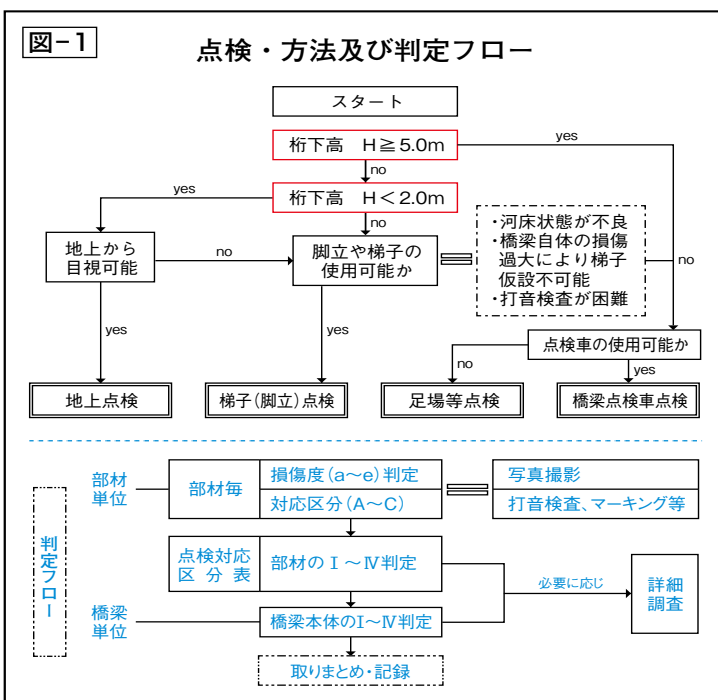 図-1
点検・方法及び判定フロー
スタート
桁下高 H≧5.0m
yes
no
桁下高 H<2.0m
yes
no
地上から
目視可能
no
脚立や梯子の
使用可能か
・河床状態が不良
・橋梁自体の損傷
過大により梯子
仮設不可能
・打音検査が困難
no
yes
yes
点検車の使用可能か
no
yes
地上点検
梯子(脚立)点検
足場等点検
橋梁点検車点検
判定フロー
部材
単位
部材毎
損傷度(a~e)判定
対応区分(A~C)
写真撮影
打音検査、マーキング等
点検対応
区分表
部材のⅠ~Ⅳ判定
必要に応じ
詳細
調査
橋梁
単位
橋梁本体のⅠ~Ⅳ判定
取りまとめ・記録